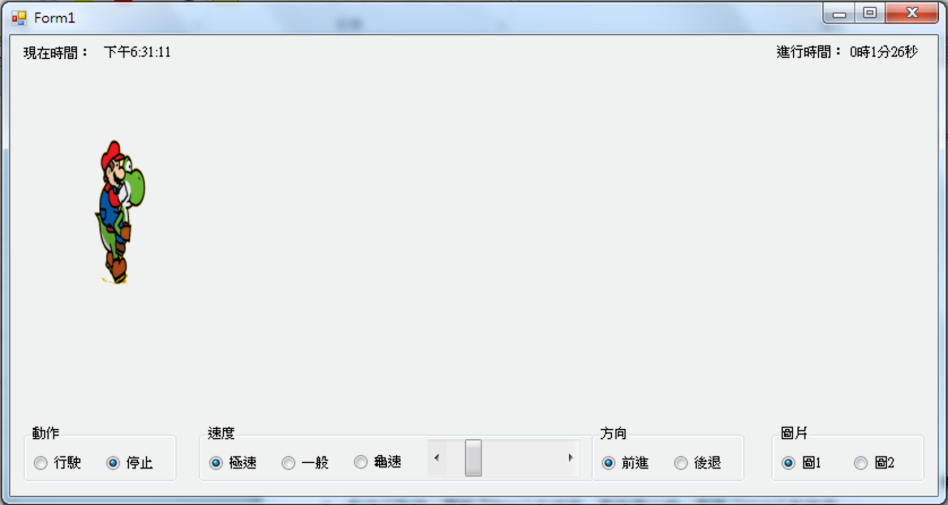 Form1
現在時間： 下午6:31:11
進行時間： 0時1分26秒
動作
行駛 停止
速度
極速 一般 龜速
方向
前進 後退
圖片
圖1 圖2